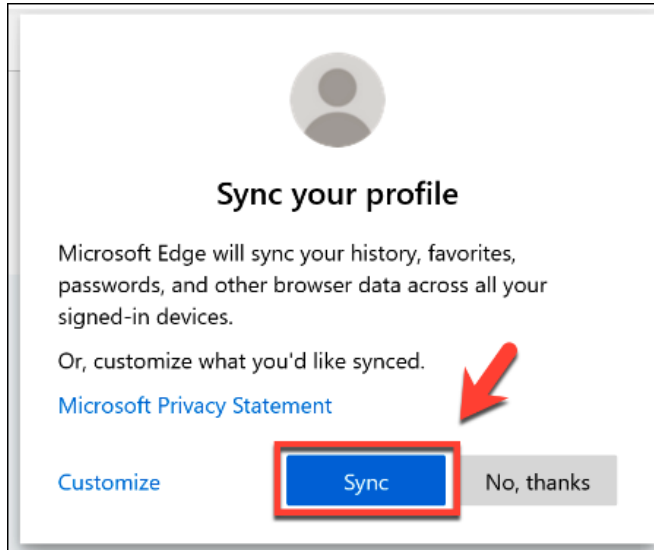 Sync your profile
Microsoft Edge will sync your history, favorites,
passwords, and other browser data across all your
signed-in devices.
Or, customize what you'd like synced.
Microsoft Privacy Statement
Customize
Sync
No, thanks